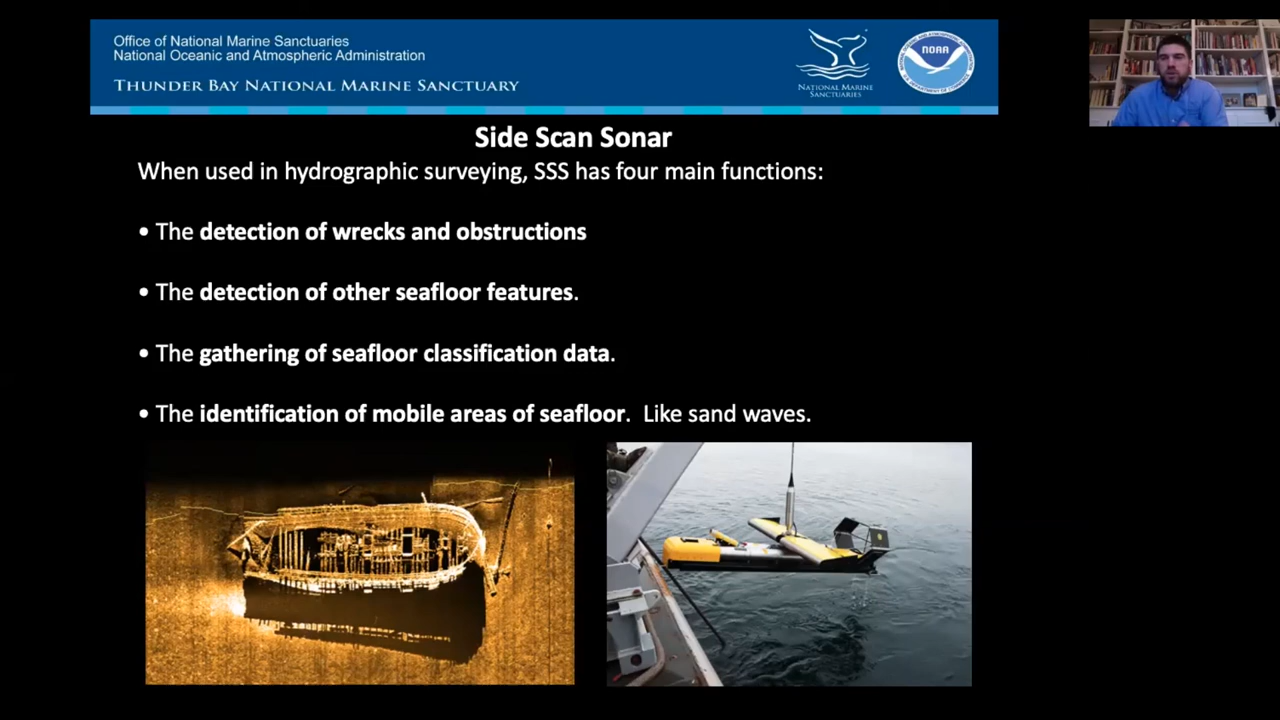 Office of National Marine Sanctuaries
National Oceanic and Atmospheric Administration
THUNDER BAY NATIONAL MARINE SANCTUARY
NATIONAL MARINE
SANCTUARIES
NOAA
Side Scan Sonar
When used in hydrographic surveying, SSS has four main functions:
• The detection of wrecks and obstructions
• The detection of other seafloor features.
• The gathering of seafloor classification data.
• The identification of mobile areas of seafloor.  Like sand waves.